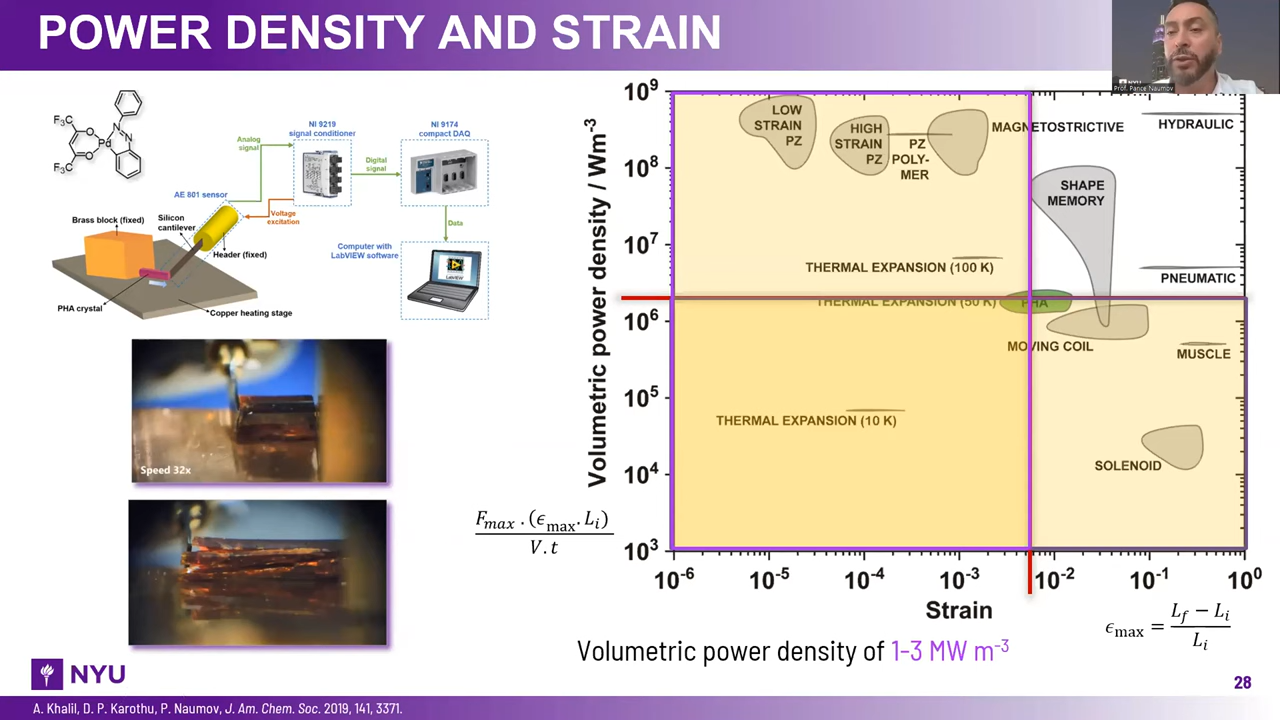 POWER DENSITY AND STRAIN
NYU
Prof. Pance Naumov
F₃C
F₃C
O
O
Pd
N
N
NI 9219
signal conditioner
NI 9174
compact DAQ
Analog
signal
Digital
signal
AE 801 sensor
Voltage
excitation
Data
Brass block (fixed)
Silicon
cantilever
Header (fixed)
Computer with
LabVIEW software
LabVIEW
PHA crystal
Copper heating stage
Speed 32x
F_max . (ϵ_max. L_i)
V. t
Volumetric power density / Wm⁻³
10⁹
10⁸
10⁷
10⁶
10⁵
10⁴
10³
LOW
STRAIN
PZ
HIGH
STRAIN
PZ
PZ
POLY-
MER
MAGNETOSTRICTIVE
HYDRAULIC
SHAPE
MEMORY
THERMAL EXPANSION (100 K)
PNEUMATIC
THERMAL EXPANSION (50 K)
PHA
MOVING COIL
MUSCLE
THERMAL EXPANSION (10 K)
SOLENOID
10⁻⁶ 10⁻⁵ 10⁻⁴ 10⁻³ 10⁻² 10⁻¹ 10⁰
Strain
ϵ_max = (L_f − L_i) / L_i
Volumetric power density of 1-3 MW m⁻³
NYU
28
A. Khalil, D. P. Karothu, P. Naumov, J. Am. Chem. Soc. 2019, 141, 3371.